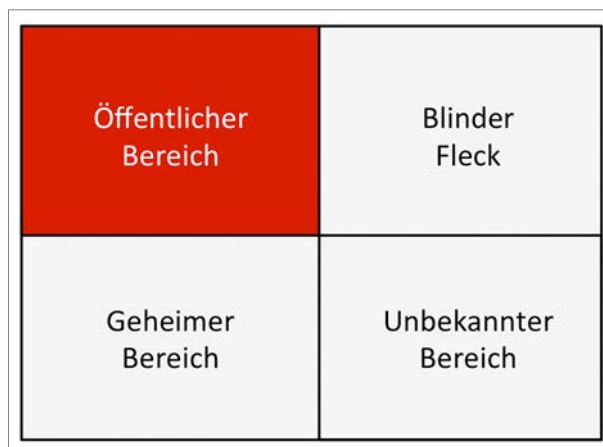 Öffentlicher
Bereich
Blinder
Fleck
Geheimer
Bereich
Unbekannter
Bereich